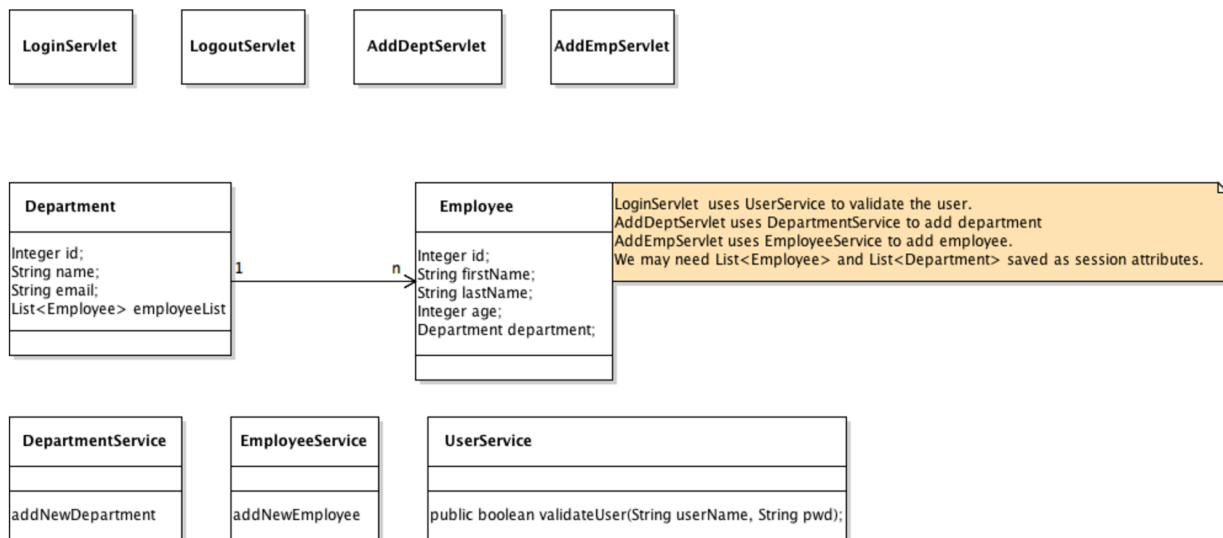 LoginServlet
LogoutServlet
AddDeptServlet
AddEmpServlet
Department
Integer id;
String name;
String email;
List<Employee> employeeList
1
n
Employee
Integer id;
String firstName;
String lastName;
Integer age;
Department department;
LoginServlet  uses UserService to validate the user.
AddDeptServlet uses DepartmentService to add department
AddEmpServlet uses EmployeeService to add employee.
We may need List<Employee> and List<Department> saved as session attributes.
DepartmentService
addNewDepartment
EmployeeService
addNewEmployee
UserService
public boolean validateUser(String userName, String pwd);